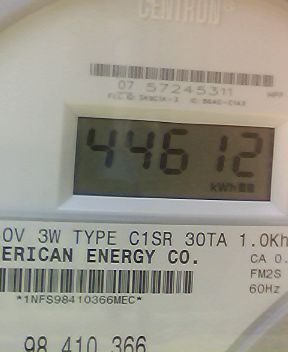 CENTRON
07 57245311
44612
kWh
0V 3W TYPE C1SR 30TA 1.0Kh
ERICAN ENERGY CO.
CA 0.
FM2S
60Hz
*1NFS98410366MEC*
98 410 366